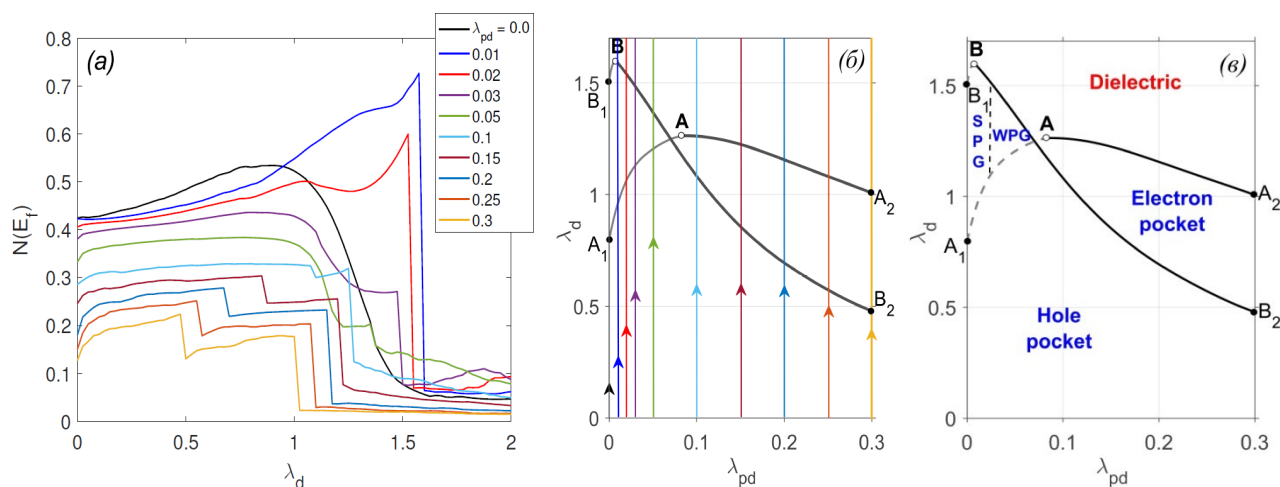 (а)
N(E_f)
0.8
0.7
0.6
0.5
0.4
0.3
0.2
0.1
0
0
0.5
1
1.5
2
λ_d
λ_pd = 0.0
0.01
0.02
0.03
0.05
0.1
0.15
0.2
0.25
0.3
(б)
B
B_1
A
A_1
A_2
B_2
λ_d
1.5
1
0.5
0
0
0.1
0.2
0.3
λ_pd
(в)
B
Dielectric
B_1
S
P
G
WPG
A
A_1
Electron
pocket
A_2
Hole
pocket
B_2
λ_d
1.5
1
0.5
0
0
0.1
0.2
0.3
λ_pd